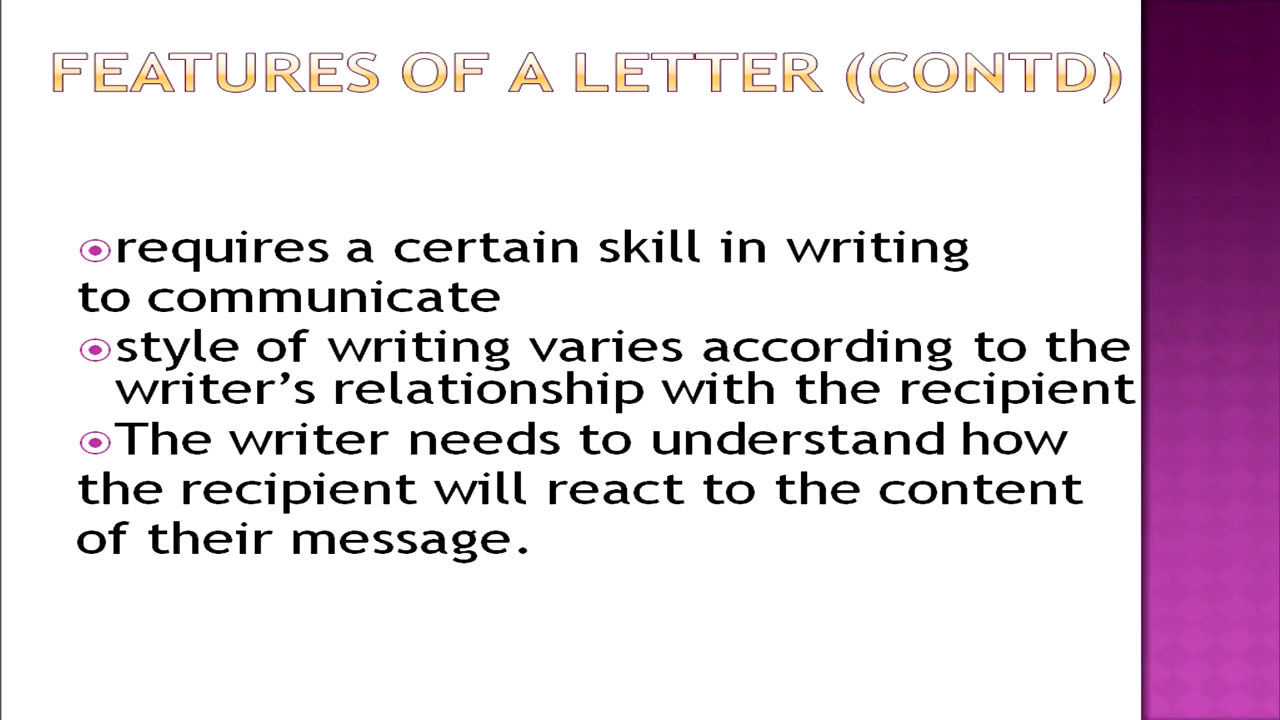 FEATURES OF A LETTER (CONTD)
requires a certain skill in writing
to communicate
style of writing varies according to the
writer’s relationship with the recipient
The writer needs to understand how
the recipient will react to the content
of their message.